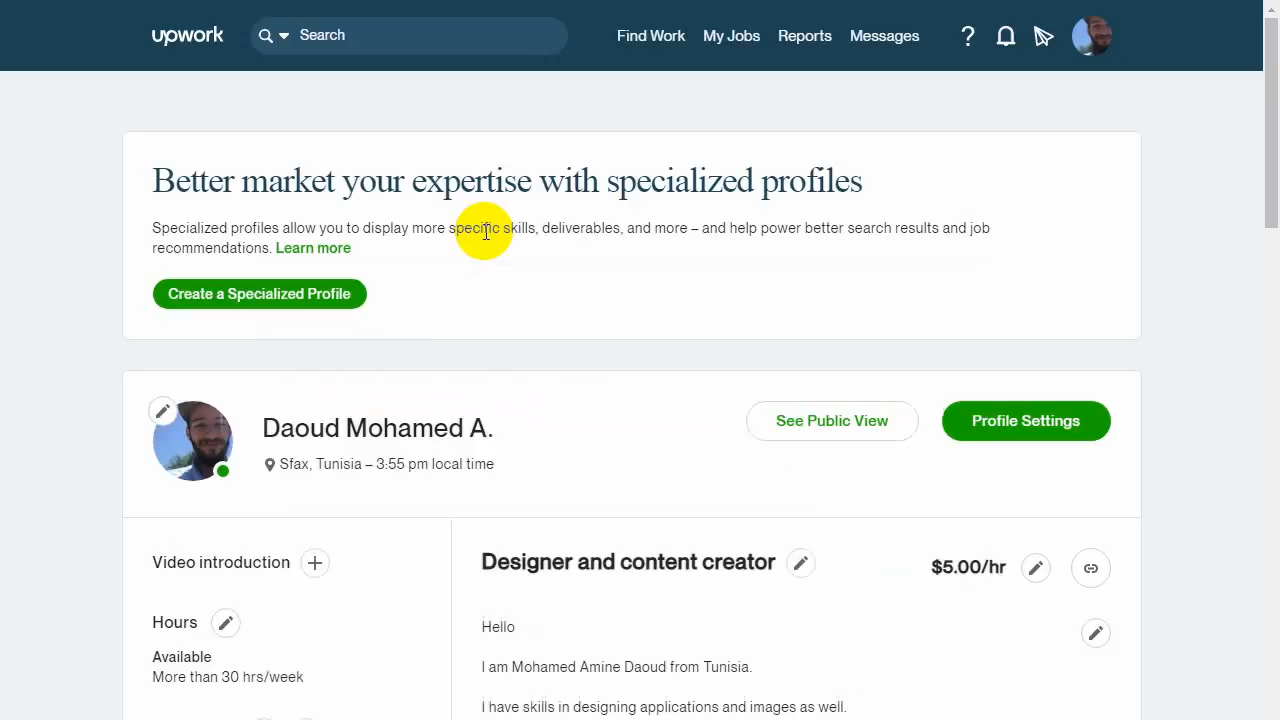 upwork
Search
Find Work
My Jobs
Reports
Messages
?
Better market your expertise with specialized profiles
Specialized profiles allow you to display more specific skills, deliverables, and more – and help power better search results and job
recommendations. Learn more
Create a Specialized Profile
Daoud Mohamed A.
Sfax, Tunisia – 3:55 pm local time
See Public View
Profile Settings
Video introduction
Hours
Available
More than 30 hrs/week
Designer and content creator
$5.00/hr
Hello
I am Mohamed Amine Daoud from Tunisia.
I have skills in designing applications and images as well.